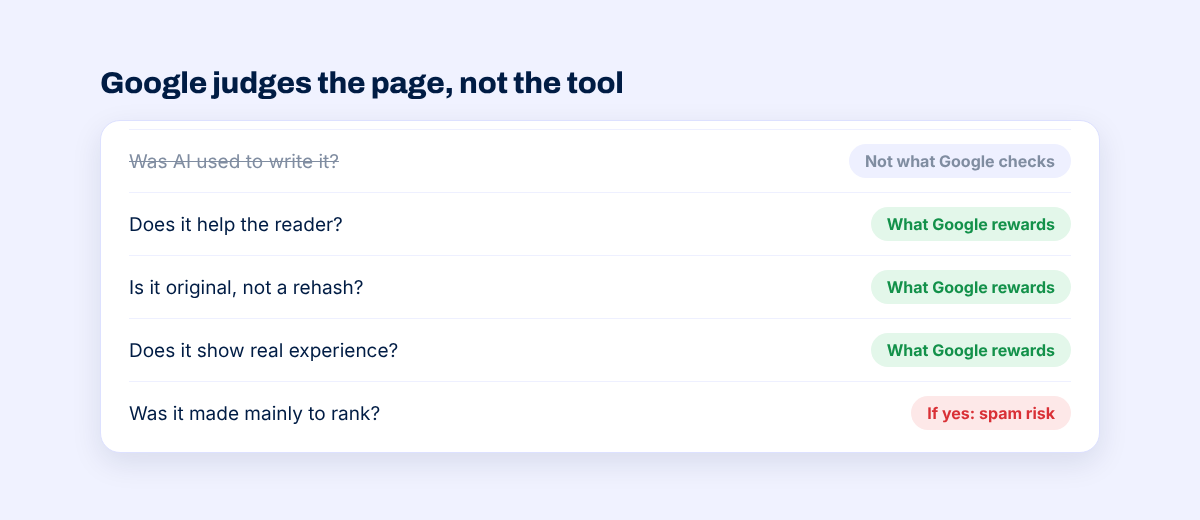 Google judges the page, not the tool
Was AI used to write it? Not what Google checks
Does it help the reader? What Google rewards
Is it original, not a rehash? What Google rewards
Does it show real experience? What Google rewards
Was it made mainly to rank? If yes: spam risk